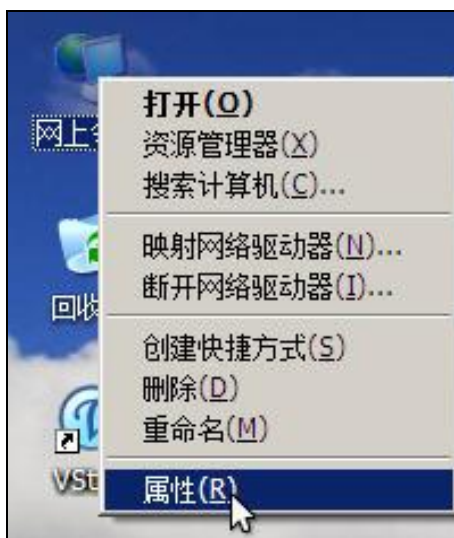 打开(O)
资源管理器(X)
搜索计算机(C)...
映射网络驱动器(N)...
断开网络驱动器(I)...
创建快捷方式(S)
删除(D)
重命名(M)
属性(R)
网上
回收
VSt